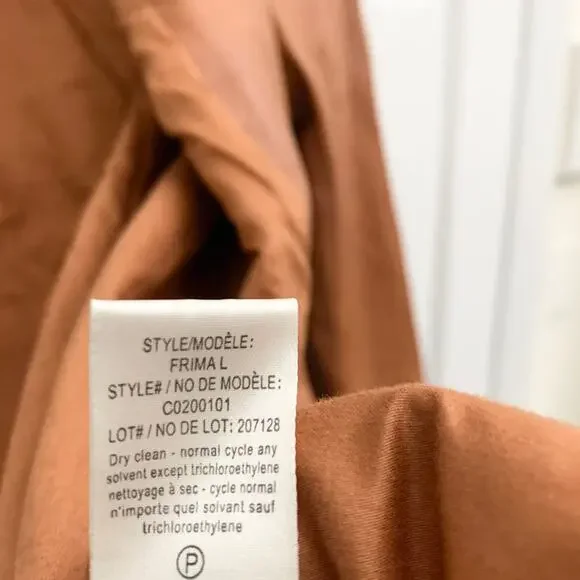 STYLE/MODÈLE:
FRIMA L
STYLE# / NO DE MODÈLE:
C0200101
LOT# / NO DE LOT: 207128
Dry clean - normal cycle any
solvent except trichloroethylene
nettoyage à sec - cycle normal
n'importe quel solvant sauf
trichloroethylene
P